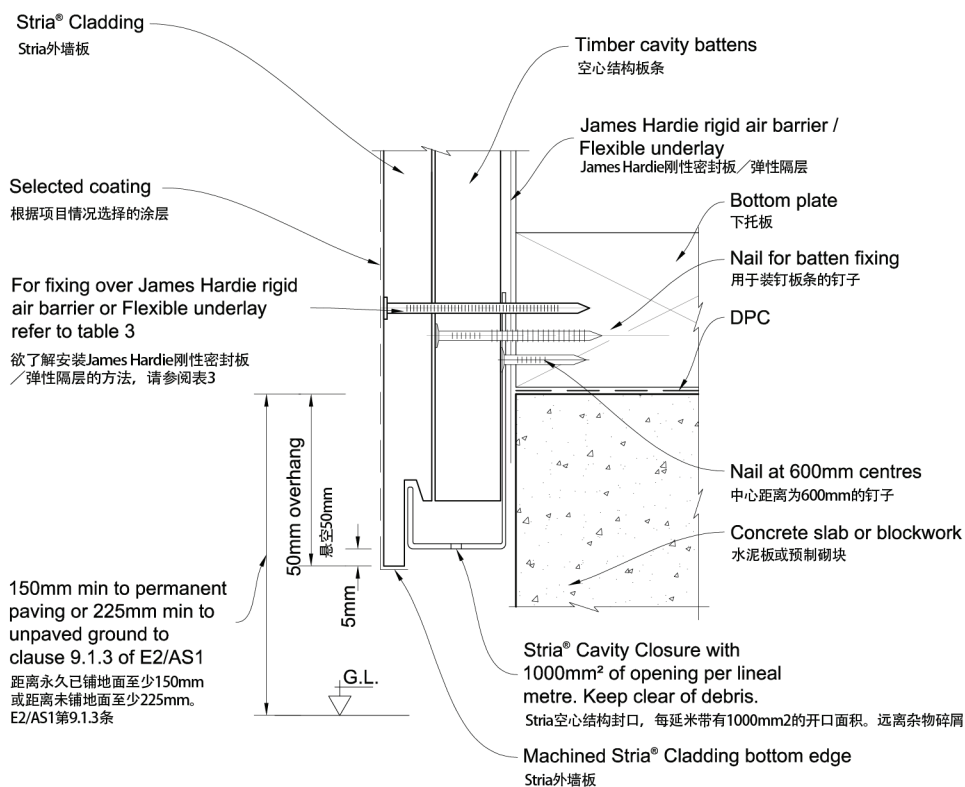 Stria® Cladding
Stria外墙板
Timber cavity battens
空心结构板条
James Hardie rigid air barrier /
Flexible underlay
James Hardie刚性密封板／弹性隔层
Selected coating
根据项目情况选择的涂层
Bottom plate
下托板
Nail for batten fixing
用于装钉板条的钉子
For fixing over James Hardie rigid
air barrier or Flexible underlay
refer to table 3
欲了解安装James Hardie刚性密封板
／弹性隔层的方法，请参阅表3
DPC
50mm overhang
悬空50mm
5mm
Nail at 600mm centres
中心距离为600mm的钉子
Concrete slab or blockwork
水泥板或预制砌块
150mm min to permanent
paving or 225mm min to
unpaved ground to
clause 9.1.3 of E2/AS1
距离永久已铺地面至少150mm
或距离未铺地面至少225mm。
E2/AS1第9.1.3条
G.L.
Stria® Cavity Closure with
1000mm² of opening per lineal
metre. Keep clear of debris.
Stria空心结构封口，每延米带有1000mm2的开口面积。远离杂物碎屑
Machined Stria® Cladding bottom edge
Stria外墙板